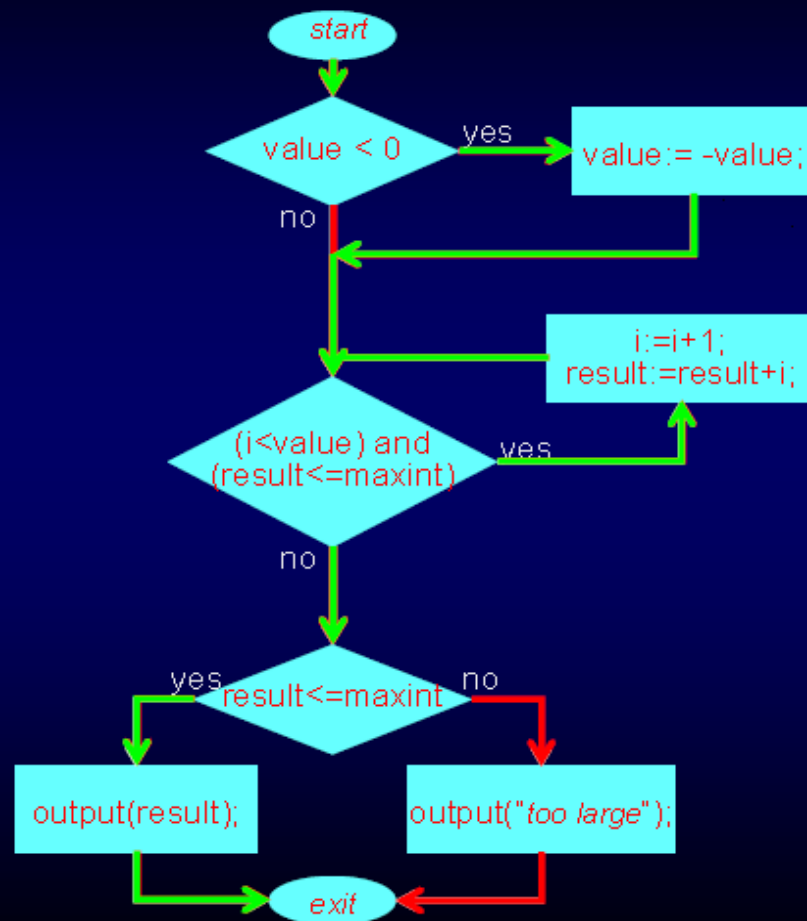 start
value < 0
yes
value:= -value;
no
i:=i+1;
result:=result+i;
(i<value) and
(result<=maxint)
yes
no
yes
result<=maxint
no
output(result);
output("too large");
exit